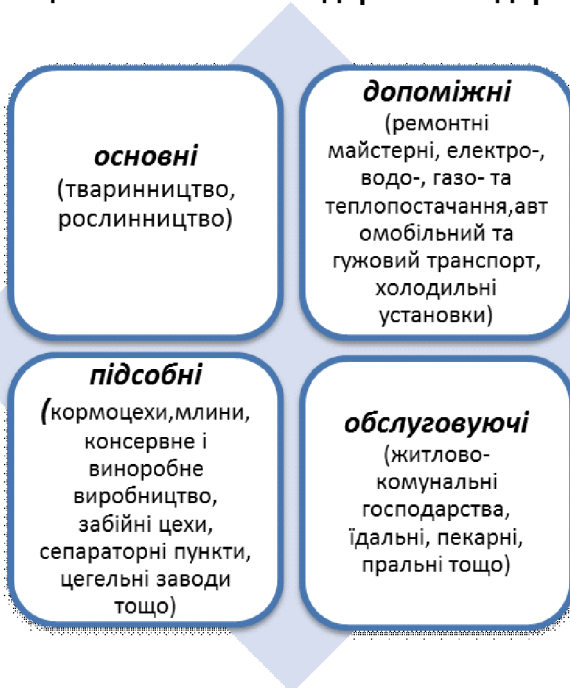 основні
(тваринництво,
рослинництво)
допоміжні
(ремонтні
майстерні, електро-,
водо-, газо- та
теплопостачання,авт
омобільний та
гужовий транспорт,
холодильні
установки)
підсобні
(кормоцехи,млини,
консервне і
виноробне
виробництво,
забійні цехи,
сепараторні пункти,
цегельні заводи
тощо)
обслуговуючі
(житлово-
комунальні
господарства,
їдальні, пекарні,
пральні тощо)